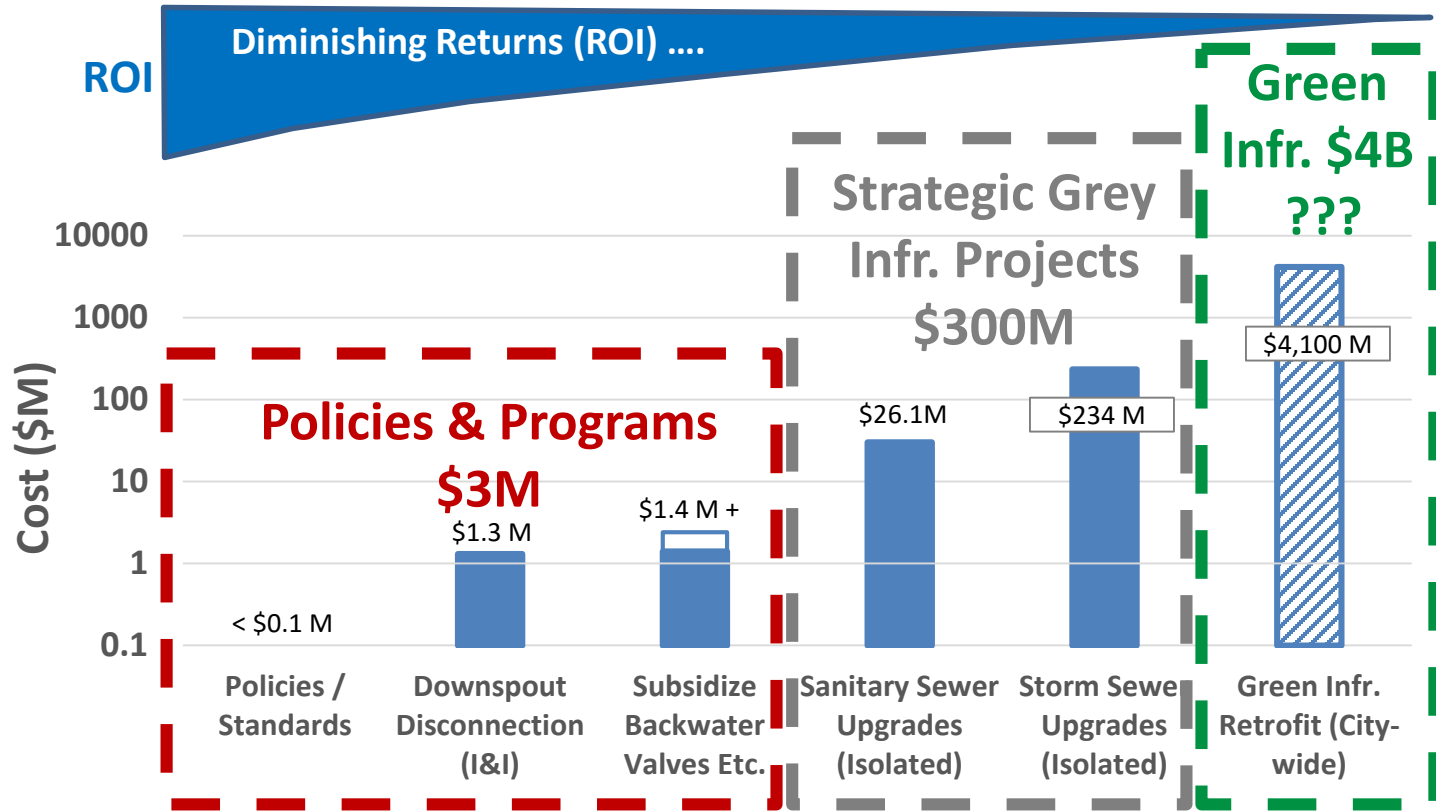 Diminishing Returns (ROI) ....
ROI
Green
Infr. $4B
???
Strategic Grey
Infr. Projects
$300M
Policies & Programs
$3M
Cost ($M)
10000
1000
100
10
1
0.1
< $0.1 M
$1.3 M
$1.4 M +
$26.1M
$234 M
$4,100 M
Policies /
Standards
Downspout
Disconnection
(I&I)
Subsidize
Backwater
Valves Etc.
Sanitary Sewer
Upgrades
(Isolated)
Storm Sewer
Upgrades
(Isolated)
Green Infr.
Retrofit (City-
wide)